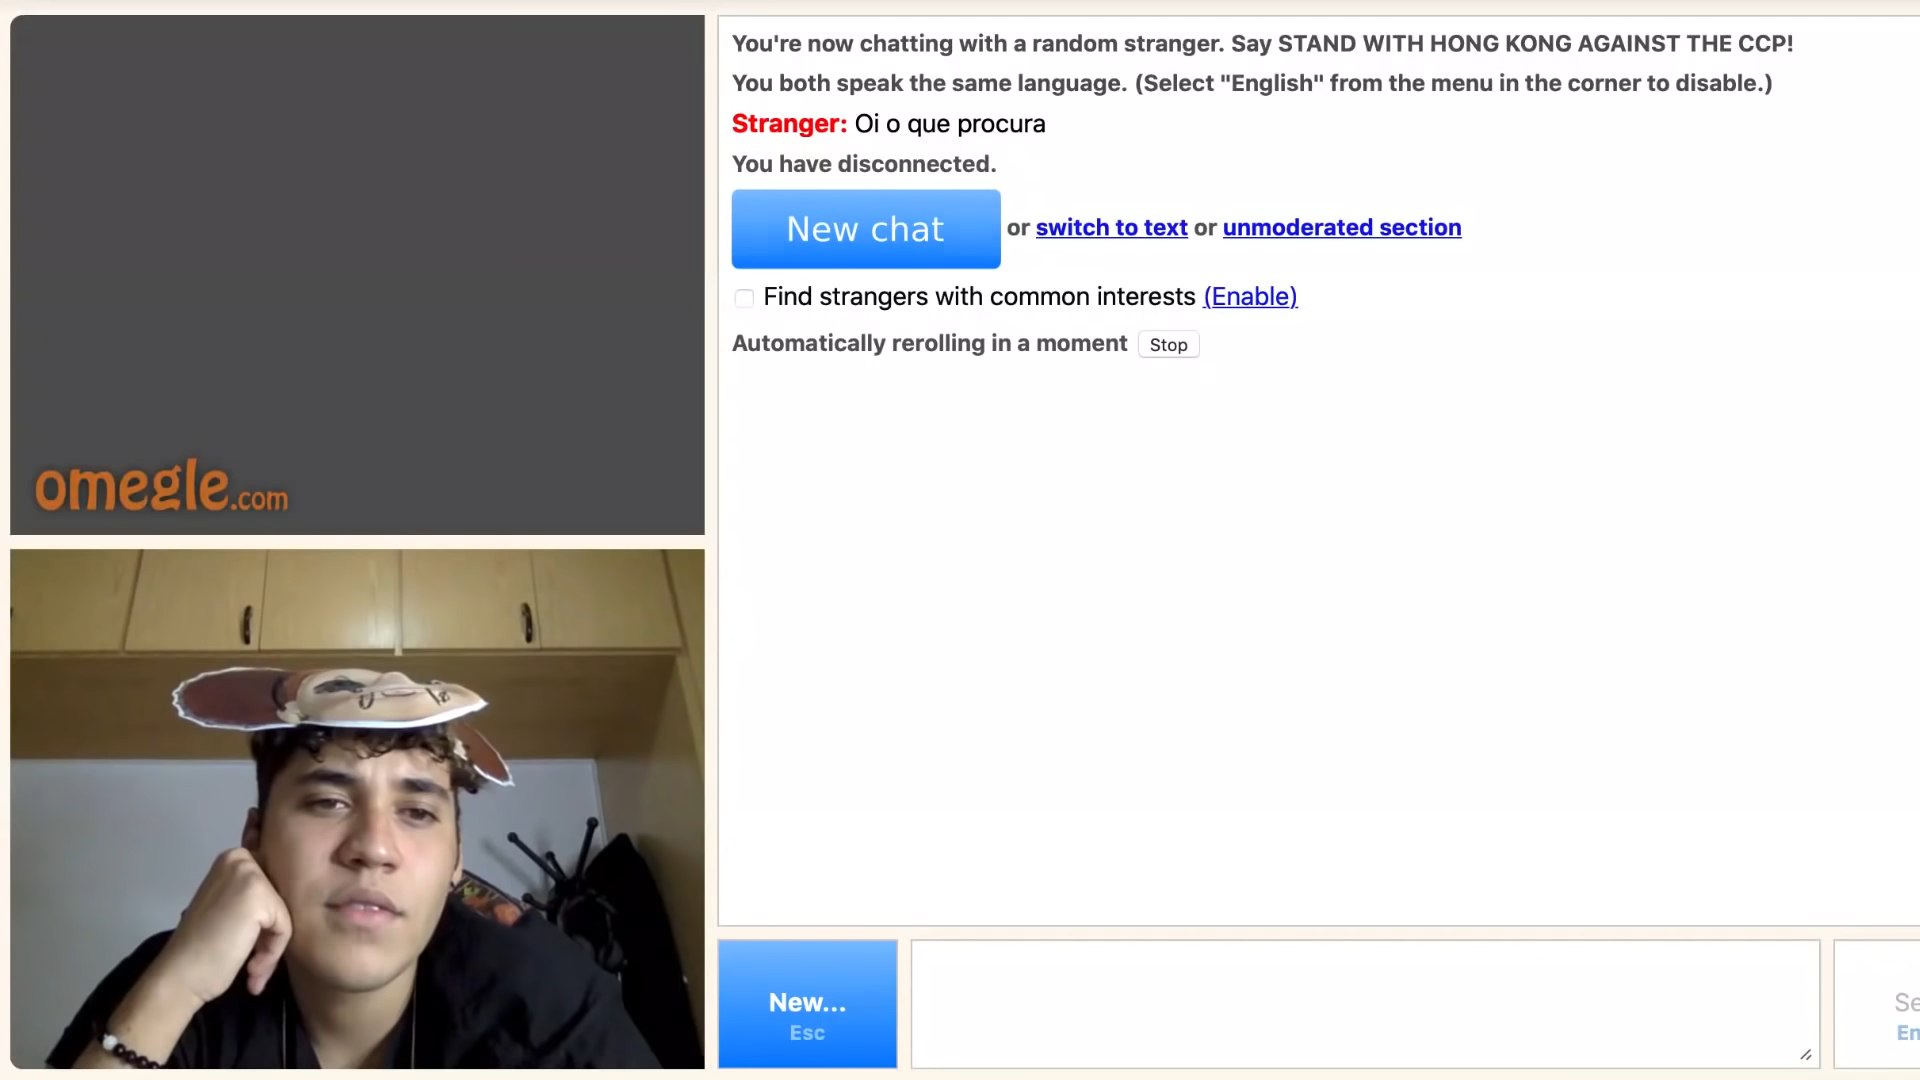 You're now chatting with a random stranger. Say STAND WITH HONG KONG AGAINST THE CCP!
You both speak the same language. (Select "English" from the menu in the corner to disable.)
Stranger: Oi o que procura
You have disconnected.
New chat or switch to text or unmoderated section
Find strangers with common interests (Enable)
Automatically rerolling in a moment Stop
omegle.com
New...
Esc